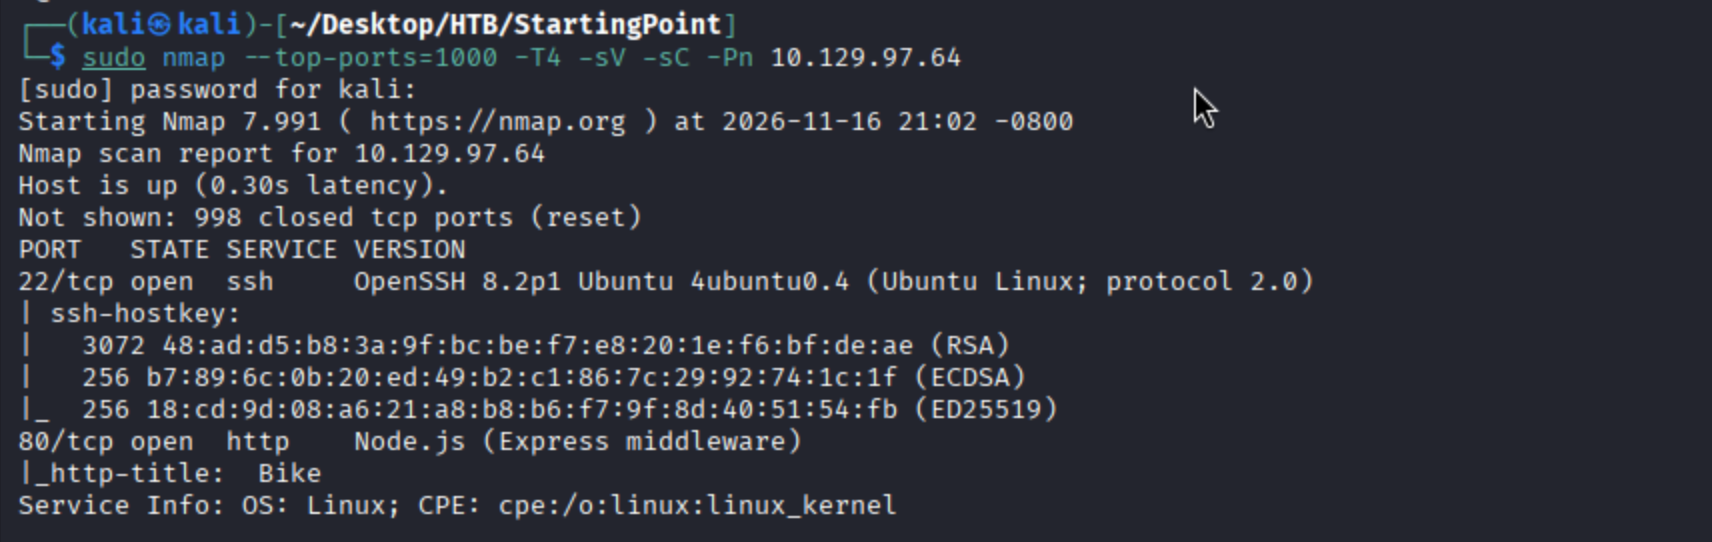 ┌──(kali㉿kali)-[~/Desktop/HTB/StartingPoint]
└─$ sudo nmap --top-ports=1000 -T4 -sV -sC -Pn 10.129.97.64
[sudo] password for kali:
Starting Nmap 7.991 ( https://nmap.org ) at 2026-11-16 21:02 -0800
Nmap scan report for 10.129.97.64
Host is up (0.30s latency).
Not shown: 998 closed tcp ports (reset)
PORT   STATE SERVICE VERSION
22/tcp open  ssh     OpenSSH 8.2p1 Ubuntu 4ubuntu0.4 (Ubuntu Linux; protocol 2.0)
| ssh-hostkey:
|   3072 48:ad:d5:b8:3a:9f:bc:be:f7:e8:20:1e:f6:bf:de:ae (RSA)
|   256 b7:89:6c:0b:20:ed:49:b2:c1:86:7c:29:92:74:1c:1f (ECDSA)
|_  256 18:cd:9d:08:a6:21:a8:b8:b6:f7:9f:8d:40:51:54:fb (ED25519)
80/tcp open  http    Node.js (Express middleware)
|_http-title:  Bike
Service Info: OS: Linux; CPE: cpe:/o:linux:linux_kernel